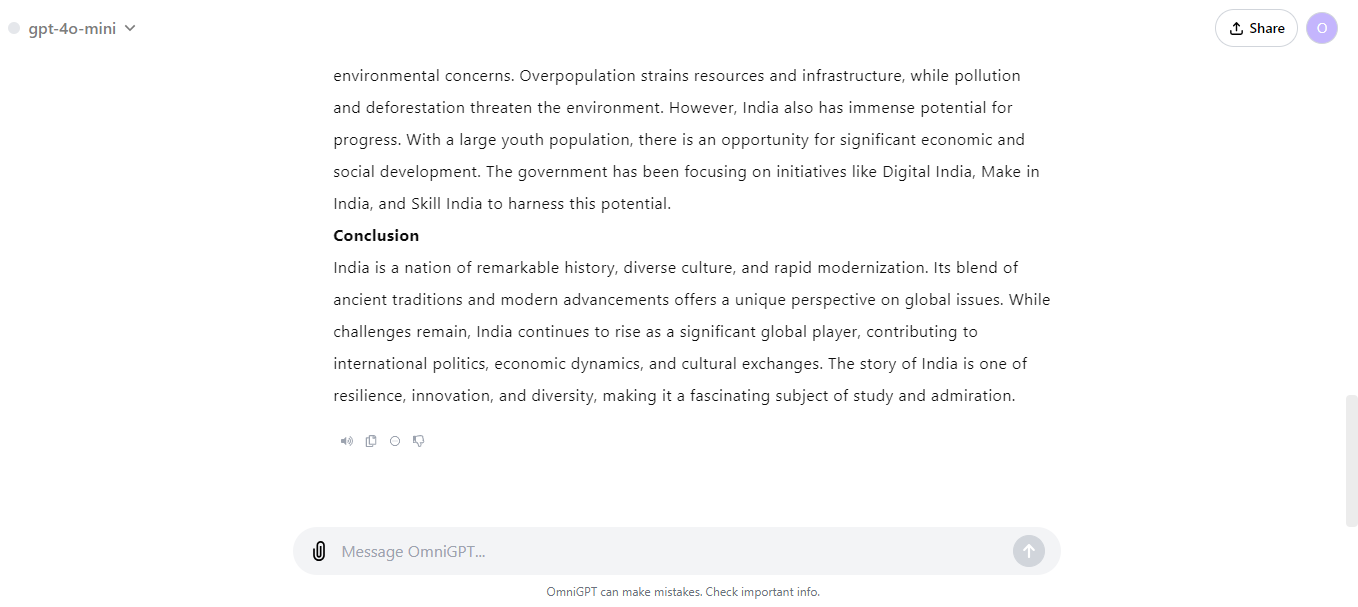 gpt-4o-mini
Share
O
environmental concerns. Overpopulation strains resources and infrastructure, while pollution
and deforestation threaten the environment. However, India also has immense potential for
progress. With a large youth population, there is an opportunity for significant economic and
social development. The government has been focusing on initiatives like Digital India, Make in
India, and Skill India to harness this potential.
Conclusion
India is a nation of remarkable history, diverse culture, and rapid modernization. Its blend of
ancient traditions and modern advancements offers a unique perspective on global issues. While
challenges remain, India continues to rise as a significant global player, contributing to
international politics, economic dynamics, and cultural exchanges. The story of India is one of
resilience, innovation, and diversity, making it a fascinating subject of study and admiration.
Message OmniGPT...
OmniGPT can make mistakes. Check important info.